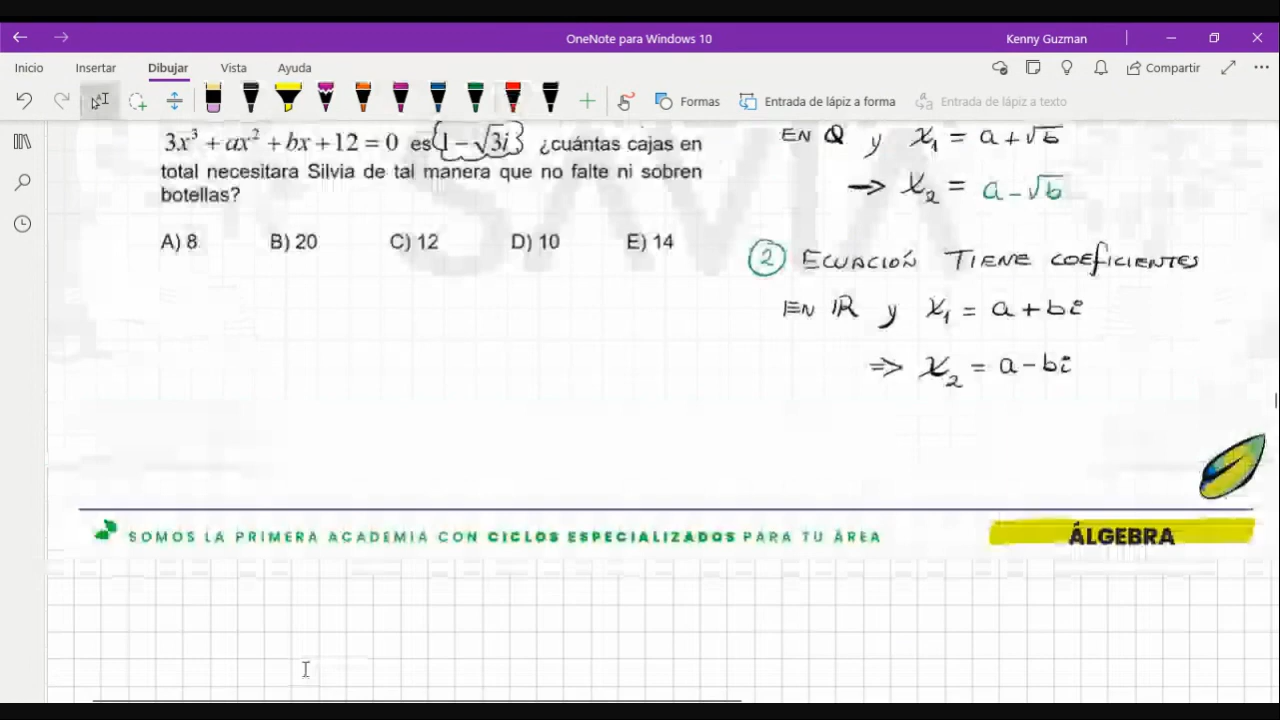 OneNote para Windows 10
Kenny Guzman
Inicio Insertar Dibujar Vista Ayuda
Compartir
Formas Entrada de lápiz a forma Entrada de lápiz a texto
3x³ + ax² + bx + 12 = 0 es 1 − √3i ¿cuántas cajas en
total necesitara Silvia de tal manera que no falte ni sobren
botellas?
A) 8 B) 20 C) 12 D) 10 E) 14
EN Q y x₁ = a + √b
→ x₂ = a − √b
2 ECUACIÓN TIENE COEFICIENTES
EN IR y x₁ = a + bi
⇒ x₂ = a − bi
SOMOS LA PRIMERA ACADEMIA CON CICLOS ESPECIALIZADOS PARA TU ÁREA
ÁLGEBRA